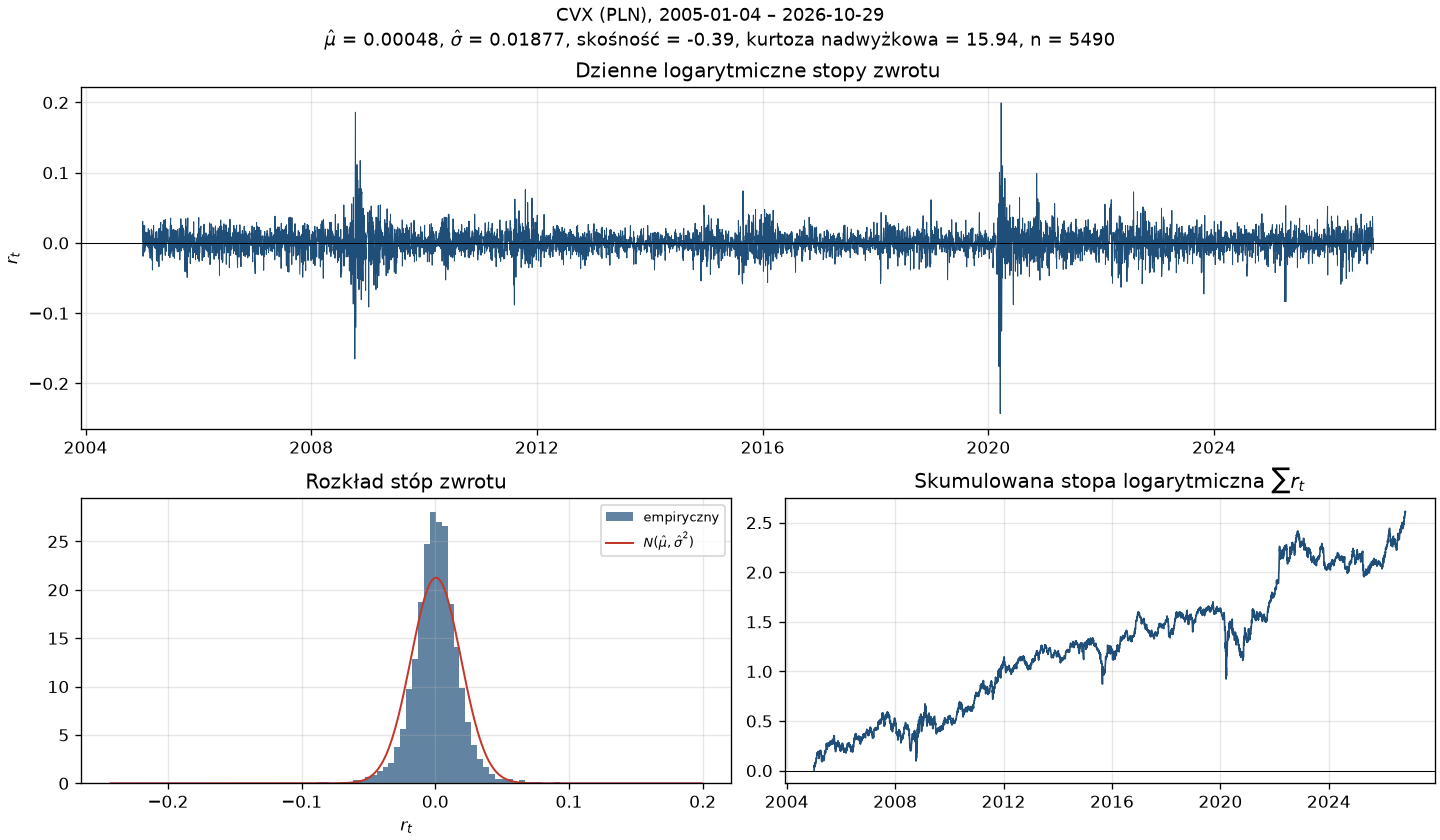 CVX (PLN), 2005-01-04 – 2026-10-29
μ̂ = 0.00048, σ̂ = 0.01877, skośność = -0.39, kurtoza nadwyżkowa = 15.94, n = 5490
Dzienne logarytmiczne stopy zwrotu
r_t
0.2
0.1
0.0
−0.1
−0.2
2004 2008 2012 2016 2020 2024
Rozkład stóp zwrotu
empiryczny
N(μ̂, σ̂²)
25
20
15
10
5
0
−0.2 −0.1 0.0 0.1 0.2
r_t
Skumulowana stopa logarytmiczna ∑r_t
2.5
2.0
1.5
1.0
0.5
0.0
2004 2008 2012 2016 2020 2024